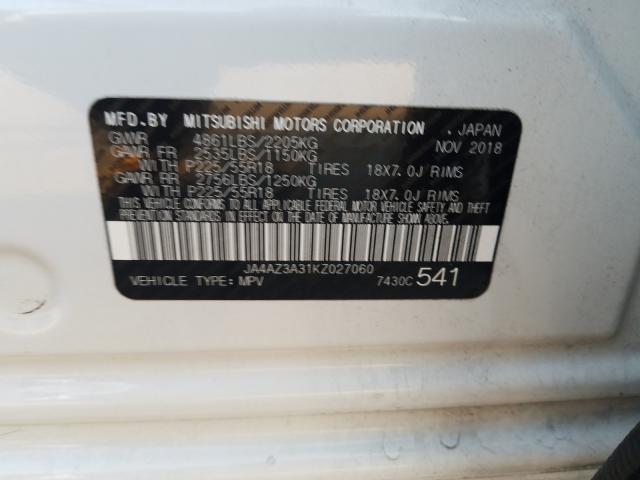 MFD. BY MITSUBISHI MOTORS CORPORATION , JAPAN
GVWR 4861LBS/2205KG NOV 2018
GAWR FR 2535LBS/1150KG
WITH P225/55R18 TIRES 18X7.0J RIMS
GAWR RR 2756LBS/1250KG
WITH P225/55R18 TIRES 18X7.0J RIMS
THIS VEHICLE CONFORMS TO ALL APPLICABLE FEDERAL MOTOR VEHICLE SAFETY AND THEFT
PREVENTION STANDARDS IN EFFECT ON THE DATE OF MANUFACTURE SHOWN ABOVE.
JA4AZ3A31KZ027060
VEHICLE TYPE: MPV 7430C 541